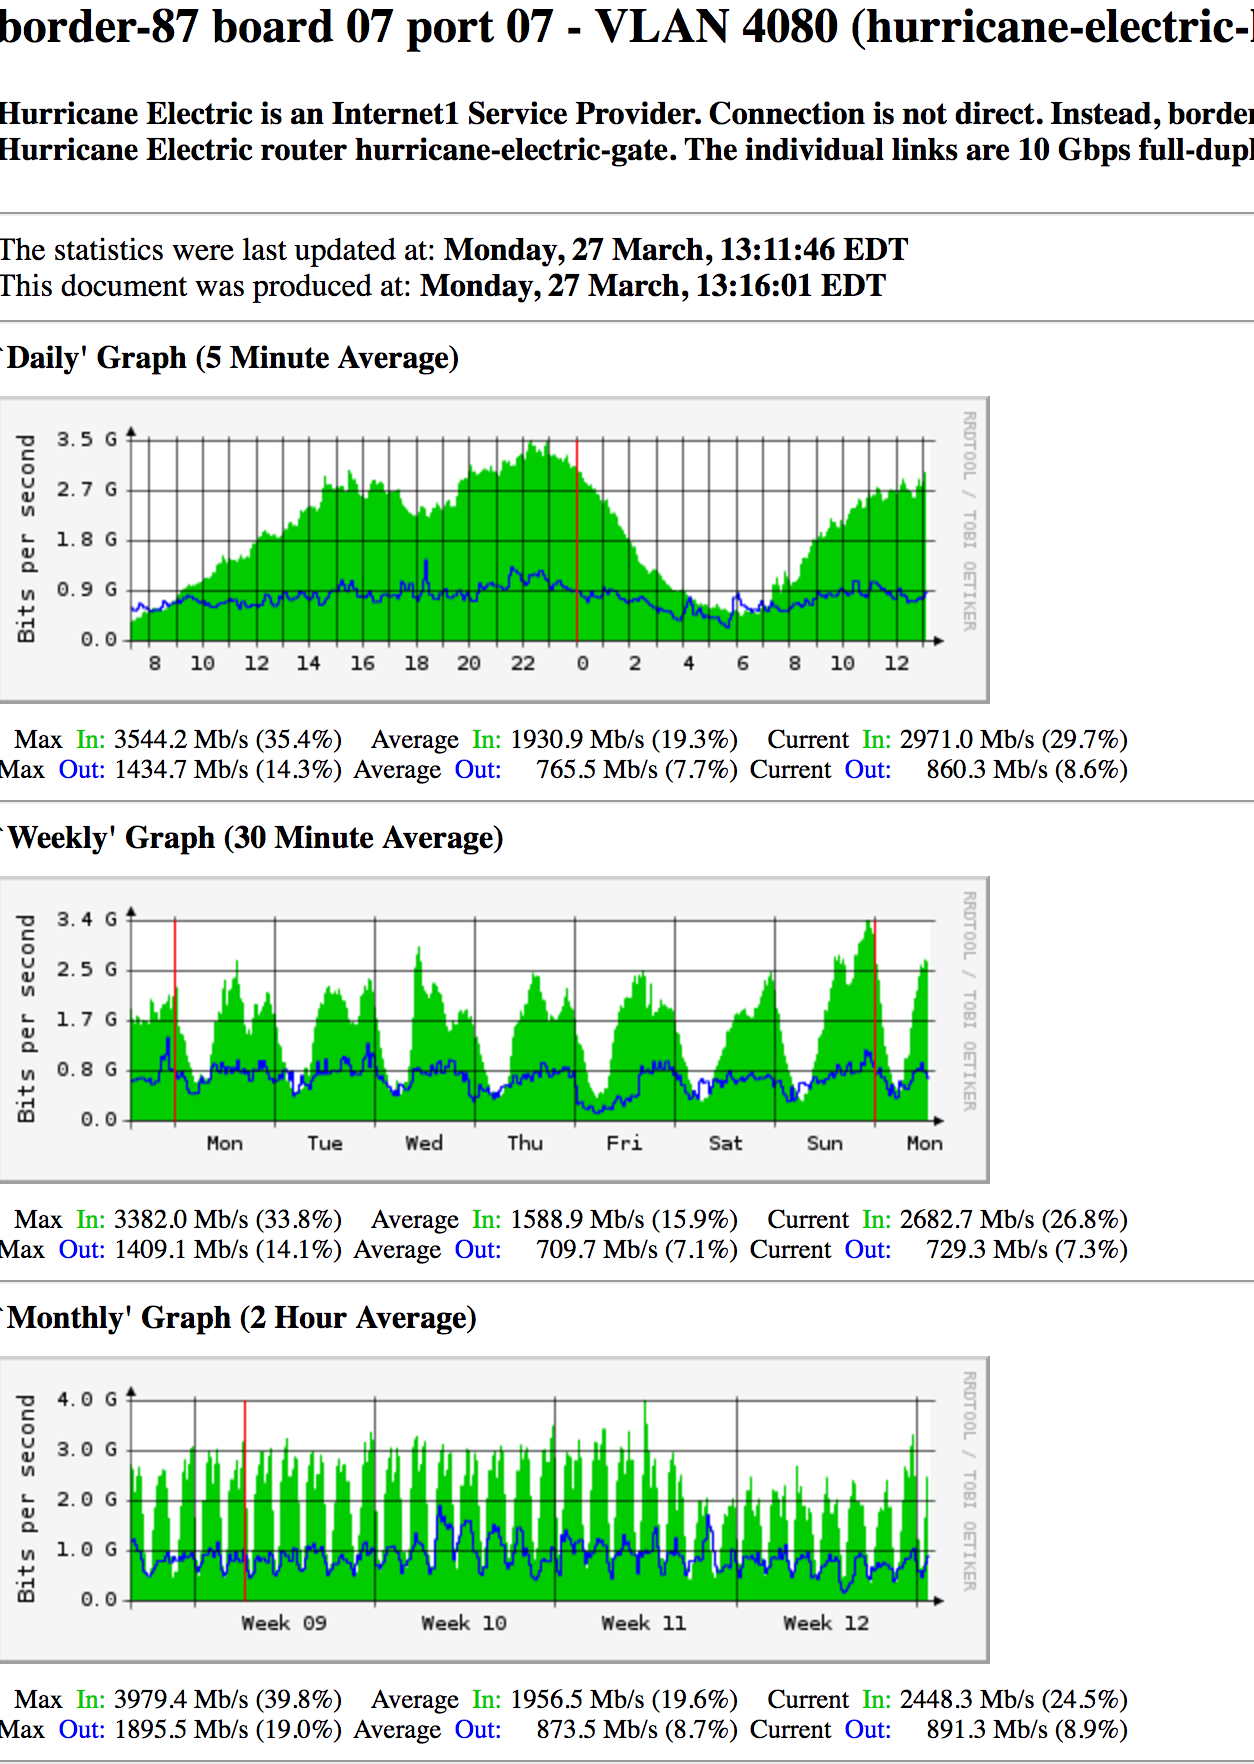 border-87 board 07 port 07 - VLAN 4080 (hurricane-electric-
Hurricane Electric is an Internet1 Service Provider. Connection is not direct. Instead, border
Hurricane Electric router hurricane-electric-gate. The individual links are 10 Gbps full-dupl
The statistics were last updated at: Monday, 27 March, 13:11:46 EDT
This document was produced at: Monday, 27 March, 13:16:01 EDT
`Daily' Graph (5 Minute Average)
Bits per second
3.5 G
2.7 G
1.8 G
0.9 G
0.0
8 10 12 14 16 18 20 22 0 2 4 6 8 10 12
RRDTOOL / TOBI OETIKER
Max In: 3544.2 Mb/s (35.4%) Average In: 1930.9 Mb/s (19.3%) Current In: 2971.0 Mb/s (29.7%)
Max Out: 1434.7 Mb/s (14.3%) Average Out: 765.5 Mb/s (7.7%) Current Out: 860.3 Mb/s (8.6%)
`Weekly' Graph (30 Minute Average)
Bits per second
3.4 G
2.5 G
1.7 G
0.8 G
0.0
Mon Tue Wed Thu Fri Sat Sun Mon
RRDTOOL / TOBI OETIKER
Max In: 3382.0 Mb/s (33.8%) Average In: 1588.9 Mb/s (15.9%) Current In: 2682.7 Mb/s (26.8%)
Max Out: 1409.1 Mb/s (14.1%) Average Out: 709.7 Mb/s (7.1%) Current Out: 729.3 Mb/s (7.3%)
`Monthly' Graph (2 Hour Average)
Bits per second
4.0 G
3.0 G
2.0 G
1.0 G
0.0
Week 09 Week 10 Week 11 Week 12
RRDTOOL / TOBI OETIKER
Max In: 3979.4 Mb/s (39.8%) Average In: 1956.5 Mb/s (19.6%) Current In: 2448.3 Mb/s (24.5%)
Max Out: 1895.5 Mb/s (19.0%) Average Out: 873.5 Mb/s (8.7%) Current Out: 891.3 Mb/s (8.9%)